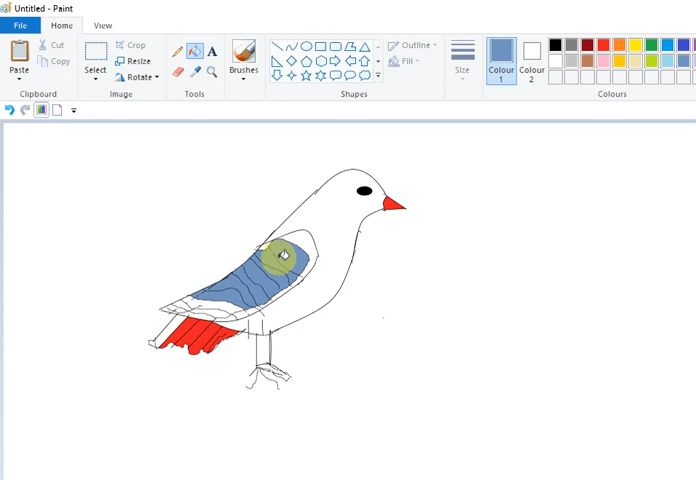 Untitled - Paint
File Home View
Paste
Cut
Copy
Clipboard
Select
Crop
Resize
Rotate
Image
A
Tools
Brushes
Outline
Fill
Shapes
Size
Colour
1
Colour
2
Colours